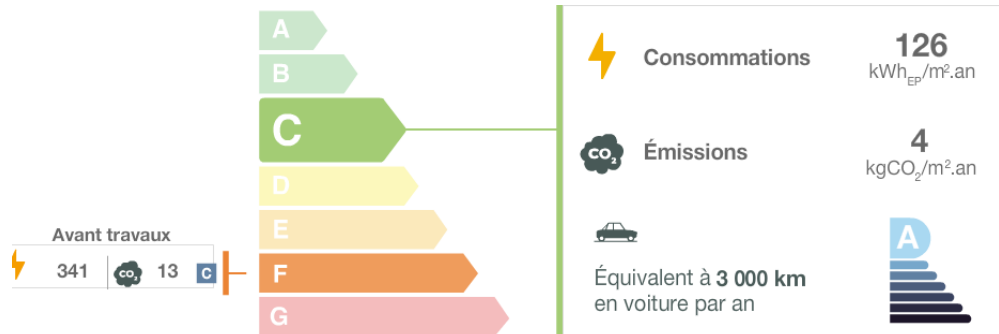 A
B
C
D
E
F
G
Avant travaux
341 CO2 13 C
Consommations 126
kWhEP/m².an
CO2 Émissions 4
kgCO2/m².an
Équivalent à 3 000 km
en voiture par an
A